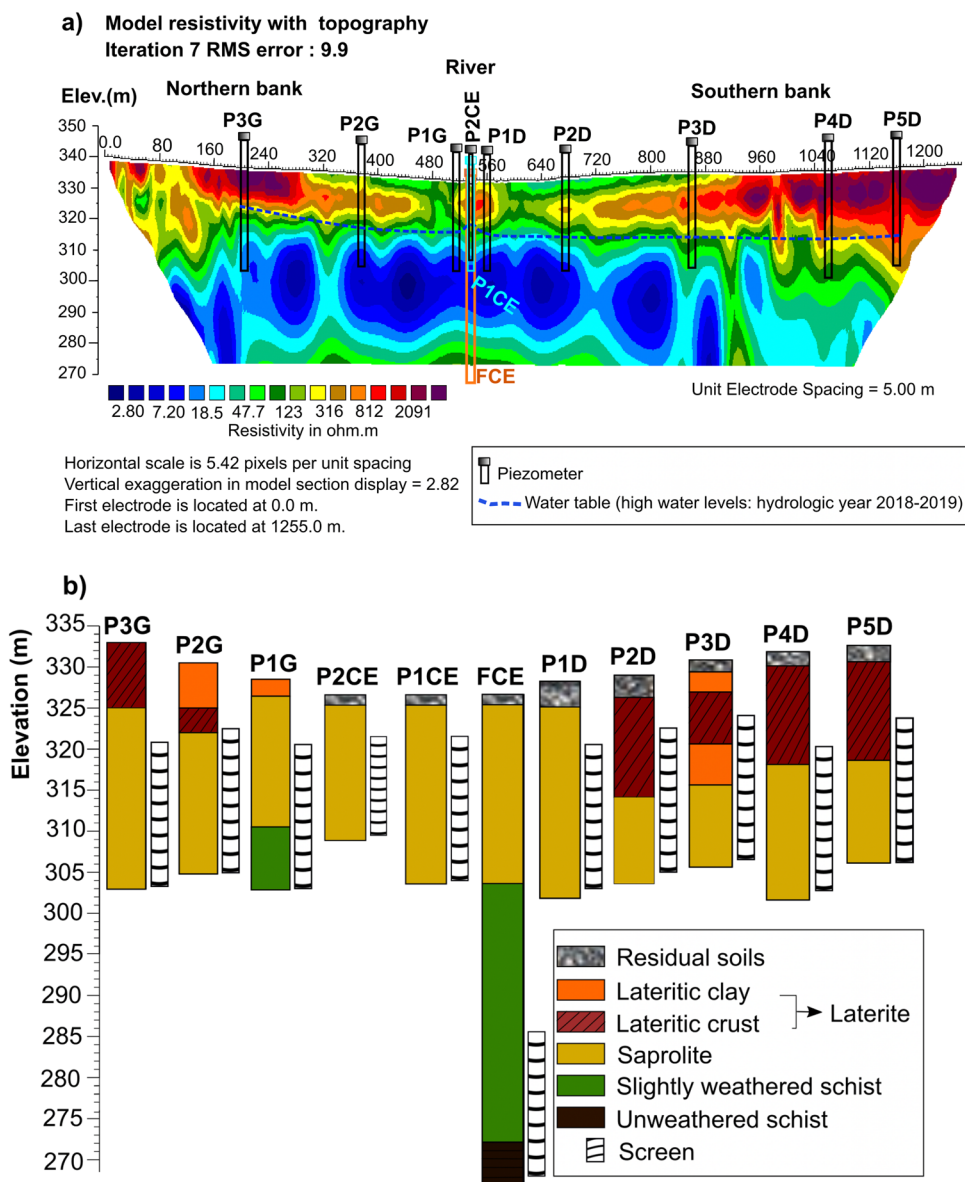 a) Model resistivity with topography
Iteration 7 RMS error : 9.9
River
Northern bank
Southern bank
Elev.(m)
P3G P2G P1G P2CE P1D P2D P3D P4D P5D
350
340
330
320
310
300
290
280
270
0.0 80 160 240 320 400 480 560 640 720 800 880 960 1040 1120 1200
P1CE
FCE
2.80 7.20 18.5 47.7 123 316 812 2091
Resistivity in ohm.m
Unit Electrode Spacing = 5.00 m
Horizontal scale is 5.42 pixels per unit spacing
Vertical exaggeration in model section display = 2.82
First electrode is located at 0.0 m.
Last electrode is located at 1255.0 m.
Piezometer
Water table (high water levels: hydrologic year 2018-2019)
b)
Elevation (m)
335
330
325
320
315
310
305
300
295
290
285
280
275
270
P3G P2G P1G P2CE P1CE FCE P1D P2D P3D P4D P5D
Residual soils
Lateritic clay
Lateritic crust
Laterite
Saprolite
Slightly weathered schist
Unweathered schist
Screen